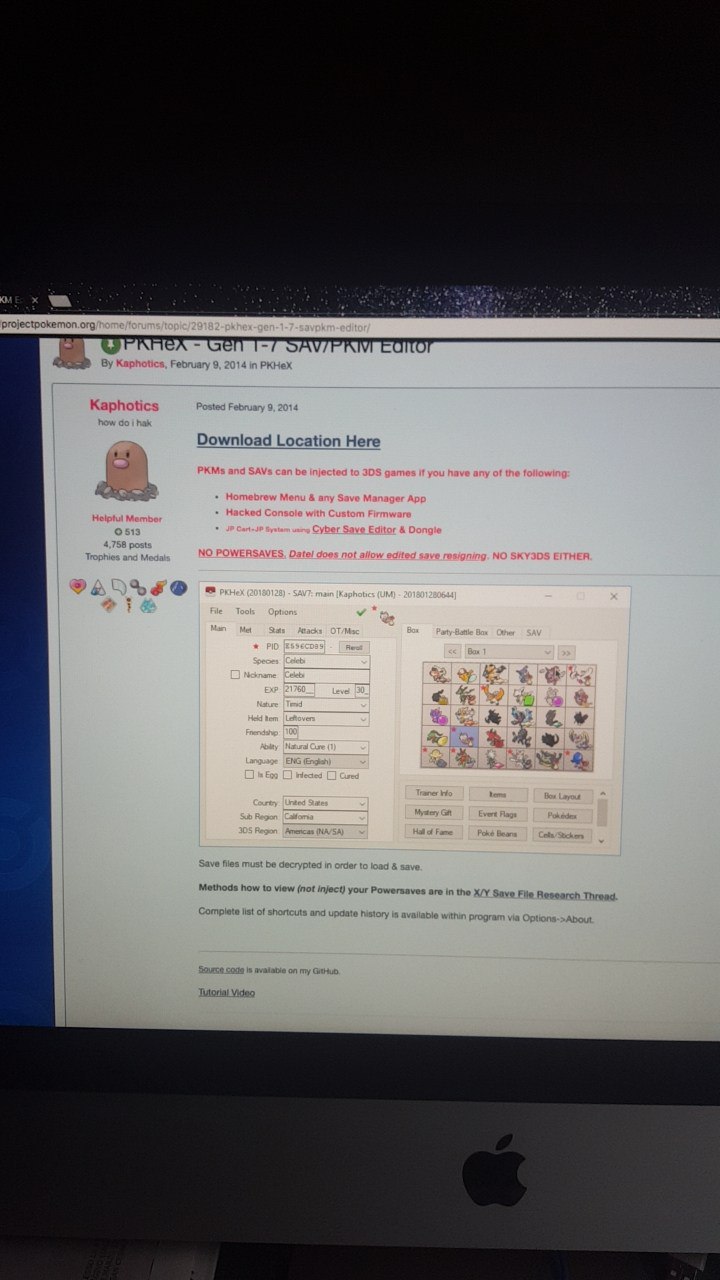 projectpokemon.org/home/forums/topic/29182-pkhex-gen-1-7-savpkm-editor/
PKHeX - Gen 1-7 SAV/PKM Editor
By Kaphotics, February 9, 2014 in PKHeX
Kaphotics
how do i hak
Helpful Member
513
4,758 posts
Trophies and Medals
Posted February 9, 2014
Download Location Here
PKMs and SAVs can be injected to 3DS games if you have any of the following:
• Homebrew Menu & any Save Manager App
• Hacked Console with Custom Firmware
• JP Cart+JP System using Cyber Save Editor & Dongle
NO POWERSAVES. Datel does not allow edited save resigning. NO SKY3DS EITHER.
PKHeX (20180128) - SAV7: main [Kaphotics (UM) - 201801280644]
File Tools Options
Main Met Stats Attacks OT/Misc
PID Reroll
Species Celebi
Nickname Celebi
EXP 21760 Level 30
Nature Timid
Held Item Leftovers
Friendship 100
Ability Natural Cure (1)
Language ENG (English)
Is Egg Infected Cured
Country United States
Sub Region California
3DS Region Americas (NA/SA)
Box Party-Battle Box Other SAV
<< Box 1 >>
Trainer Info Items Box Layout
Mystery Gift Event Flags Pokédex
Hall of Fame Poké Beans Cells/Stickers
Save files must be decrypted in order to load & save.
Methods how to view (not inject) your Powersaves are in the X/Y Save File Research Thread.
Complete list of shortcuts and update history is available within program via Options->About.
Source code is available on my GitHub.
Tutorial Video